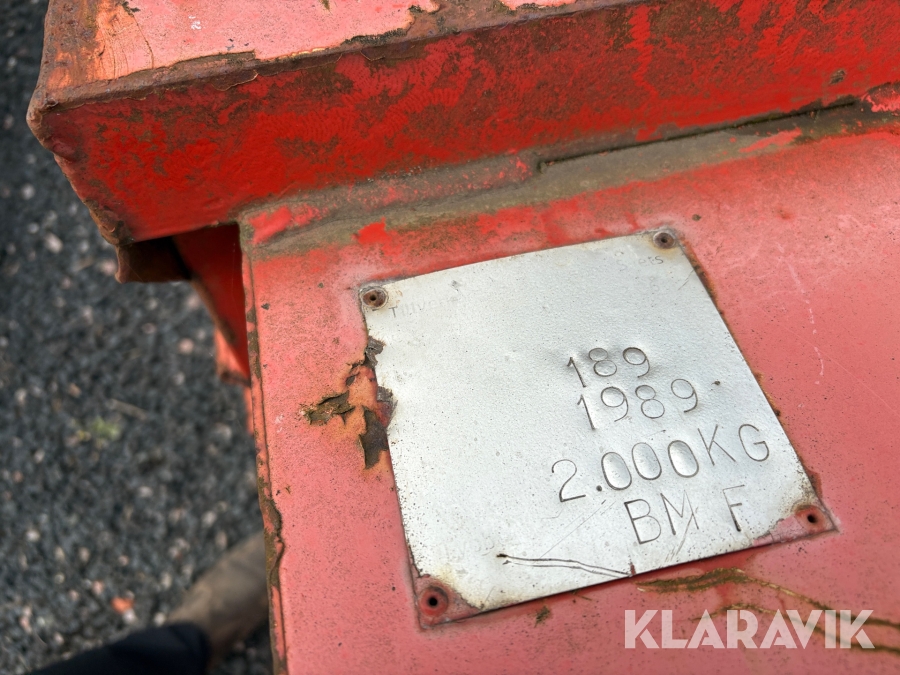 189
1989
2.000KG
BM F
KLARAVIK